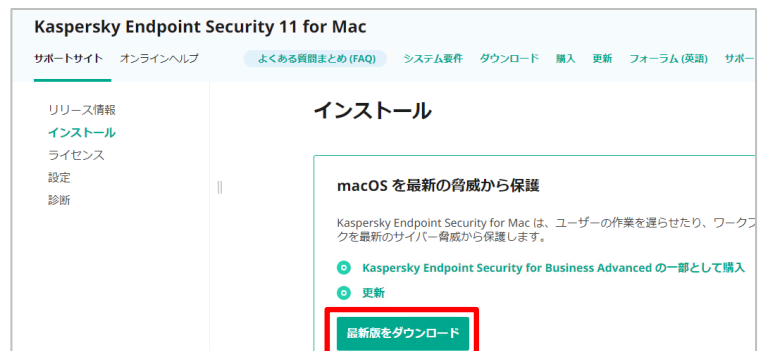 Kaspersky Endpoint Security 11 for Mac
サポートサイト オンラインヘルプ よくある質問まとめ (FAQ) システム要件 ダウンロード 購入 更新 フォーラム (英語) サポー
リリース情報
インストール
ライセンス
設定
診断
インストール
macOS を最新の脅威から保護
Kaspersky Endpoint Security for Mac は、ユーザーの作業を遅らせたり、ワークフ
クを最新のサイバー脅威から保護します。
Kaspersky Endpoint Security for Business Advanced の一部として購入
更新
最新版をダウンロード